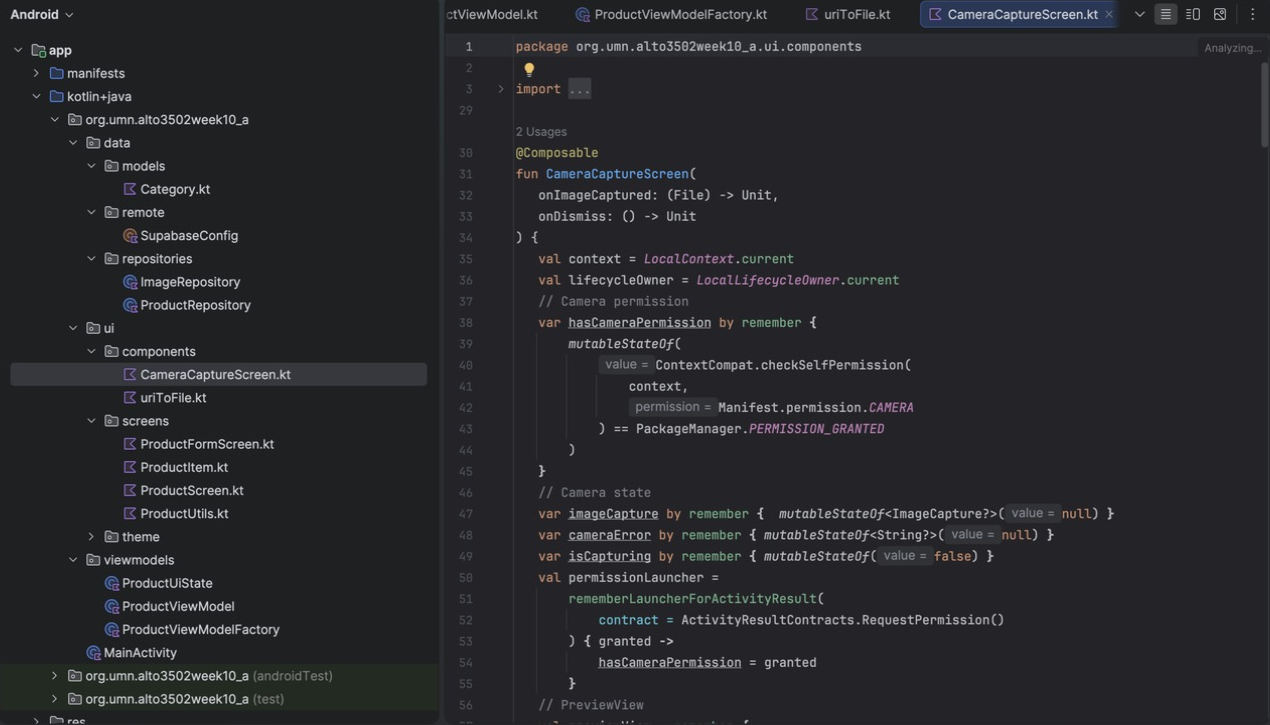 Android
app
manifests
kotlin+java
org.umn.alto3502week10_a
data
models
Category.kt
remote
SupabaseConfig
repositories
ImageRepository
ProductRepository
ui
components
CameraCaptureScreen.kt
uriToFile.kt
screens
ProductFormScreen.kt
ProductItem.kt
ProductScreen.kt
ProductUtils.kt
theme
viewmodels
ProductUiState
ProductViewModel
ProductViewModelFactory
MainActivity
org.umn.alto3502week10_a (androidTest)
org.umn.alto3502week10_a (test)
res
ctViewModel.kt ProductViewModelFactory.kt uriToFile.kt CameraCaptureScreen.kt
Analyzing...
1 package org.umn.alto3502week10_a.ui.components
2
3 import ...
29
2 Usages
30 @Composable
31 fun CameraCaptureScreen(
32 onImageCaptured: (File) -> Unit,
33 onDismiss: () -> Unit
34 ) {
35 val context = LocalContext.current
36 val lifecycleOwner = LocalLifecycleOwner.current
37 // Camera permission
38 var hasCameraPermission by remember {
39 mutableStateOf(
40 value = ContextCompat.checkSelfPermission(
41 context,
42 permission = Manifest.permission.CAMERA
43 ) == PackageManager.PERMISSION_GRANTED
44 )
45 }
46 // Camera state
47 var imageCapture by remember { mutableStateOf<ImageCapture?>( value = null) }
48 var cameraError by remember { mutableStateOf<String?>( value = null) }
49 var isCapturing by remember { mutableStateOf( value = false) }
50 val permissionLauncher =
51 rememberLauncherForActivityResult(
52 contract = ActivityResultContracts.RequestPermission()
53 ) { granted ->
54 hasCameraPermission = granted
55 }
56 // PreviewView